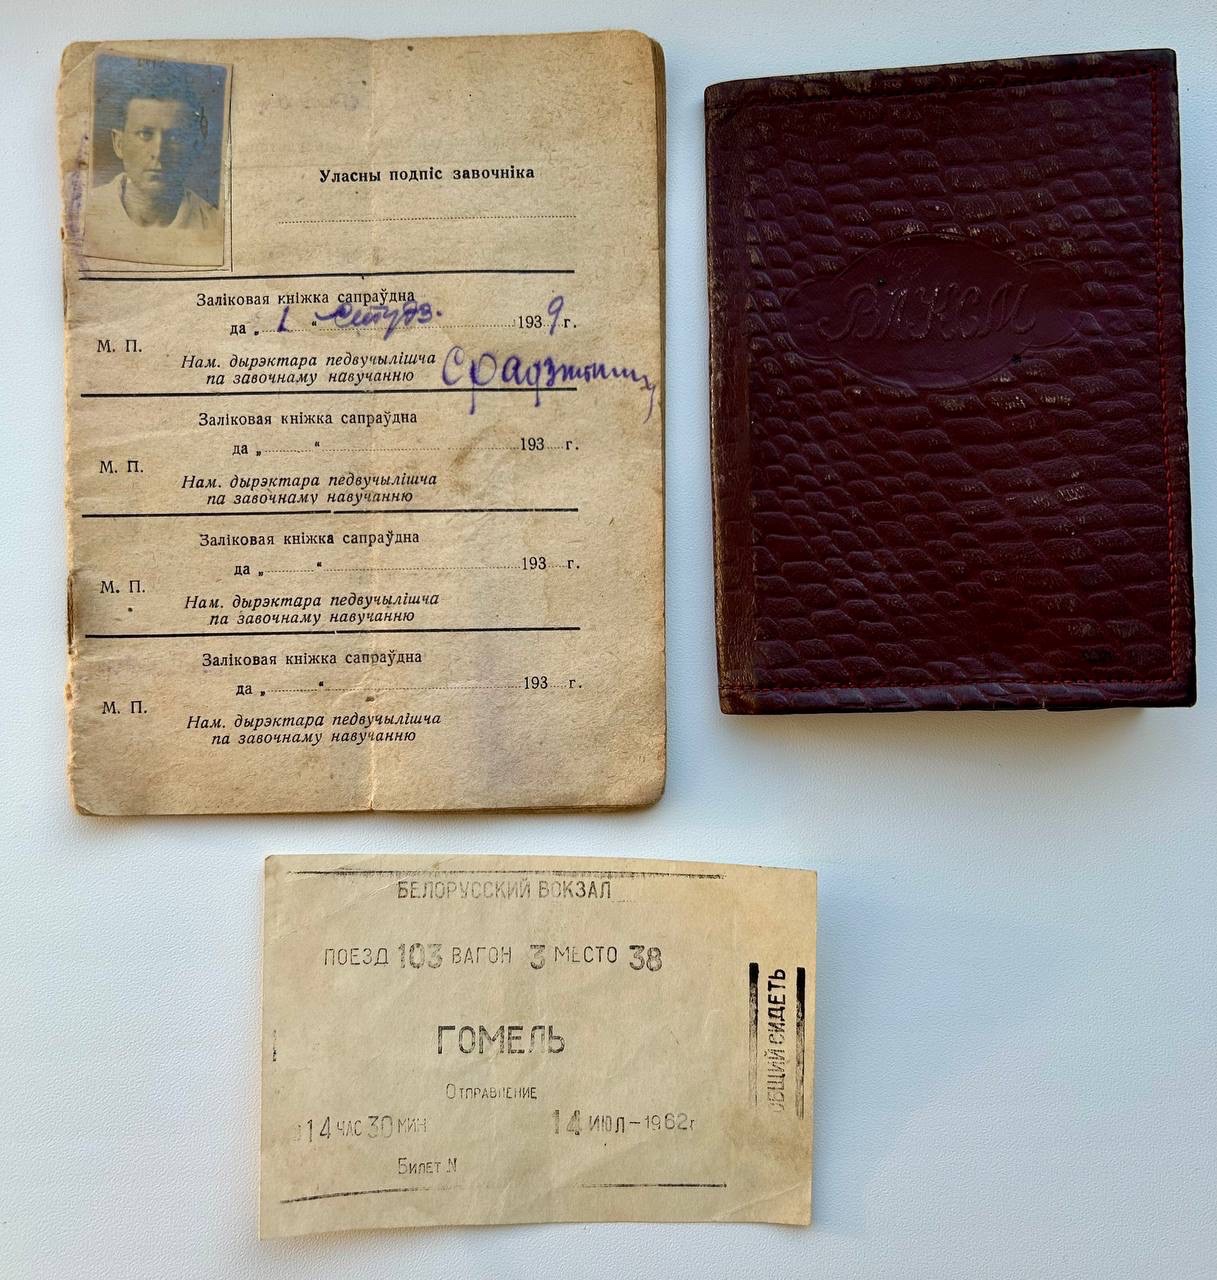 Уласны подпіс завочніка
Заліковая кніжка сапраўдна
да „ 1 “ студз. 1939 г.
М. П.
Нам. дырэктара педвучылішча
па завочнаму навучанню
Заліковая кніжка сапраўдна
да „ “ 193 г.
М. П.
Нам. дырэктара педвучылішча
па завочнаму навучанню
Заліковая кніжка сапраўдна
да „ “ 193 г.
М. П.
Нам. дырэктара педвучылішча
па завочнаму навучанню
Заліковая кніжка сапраўдна
да „ “ 193 г.
М. П.
Нам. дырэктара педвучылішча
па завочнаму навучанню
ВЛКСМ
БЕЛОРУССКИЙ ВОКЗАЛ
ПОЕЗД 103 ВАГОН 3 МЕСТО 38
ГОМЕЛЬ
ОТПРАВЛЕНИЕ
14 ЧАС 30 МИН 14 ИЮЛ-1962г
БИЛЕТ N
ОБЩИЙ СИДЕТЬ